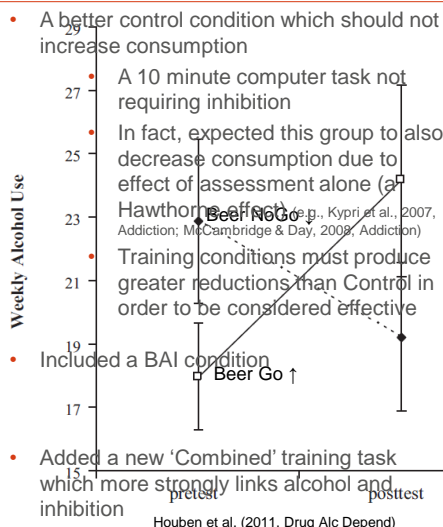 • A better control condition which should not
increase consumption
• A 10 minute computer task not
requiring inhibition
• In fact, expected this group to also
decrease consumption due to
effect of assessment alone (a
Hawthorne effect) (e.g., Kypri et al., 2007,
Addiction; McCambridge & Day, 2008, Addiction)
• Training conditions must produce
greater reductions than Control in
order to be considered effective
• Included a BAI condition
• Added a new ‘Combined’ training task
which more strongly links alcohol and
inhibition
Weekly Alcohol Use
29
27
25
23
21
19
17
15
Beer NoGo ↓
Beer Go ↑
pretest
posttest
Houben et al. (2011, Drug Alc Depend)